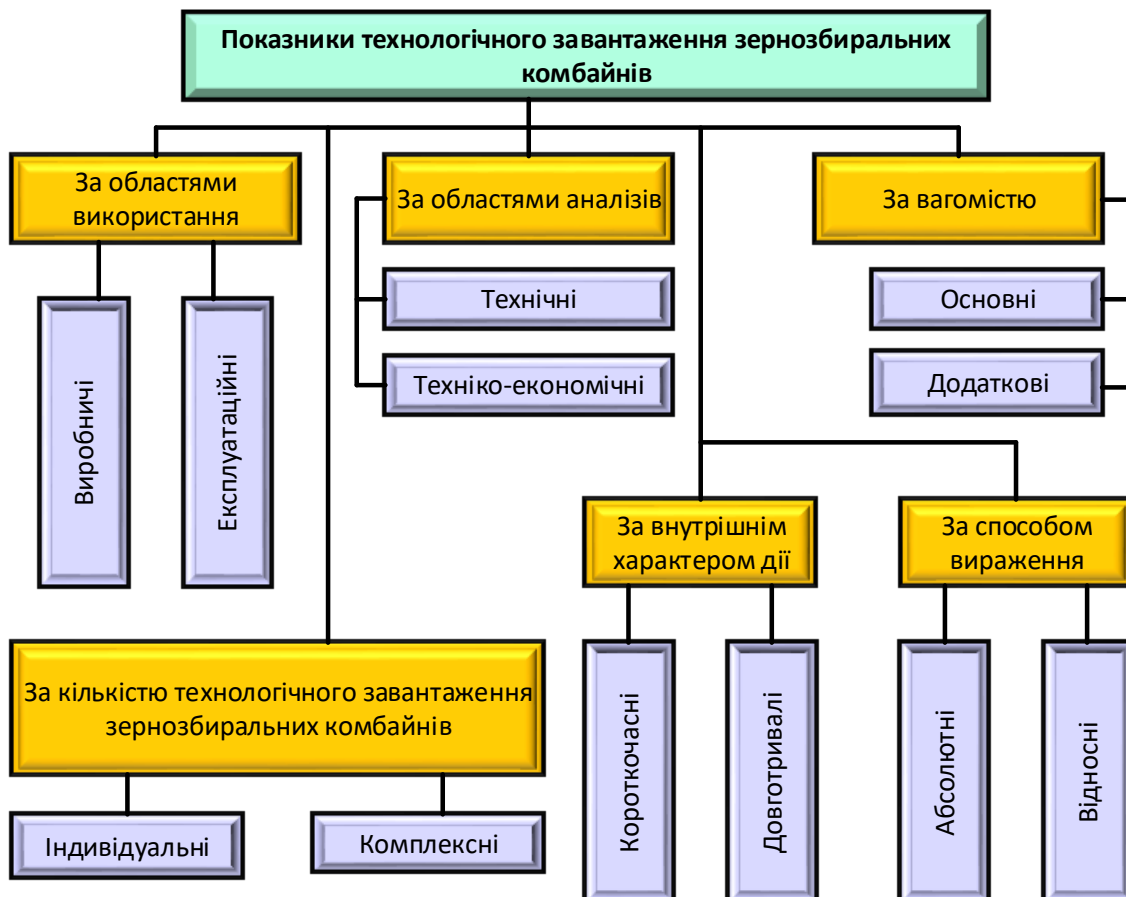 Показники технологічного завантаження зернозбиральних
комбайнів
За областями
використання
За областями аналізів
За вагомістю
Виробничі
Експлуатаційні
Технічні
Техніко-економічні
Основні
Додаткові
За внутрішнім
характером дії
За способом
вираження
За кількістю технологічного завантаження
зернозбиральних комбайнів
Індивідуальні
Комплексні
Короткочасні
Довготривалі
Абсолютні
Відносні